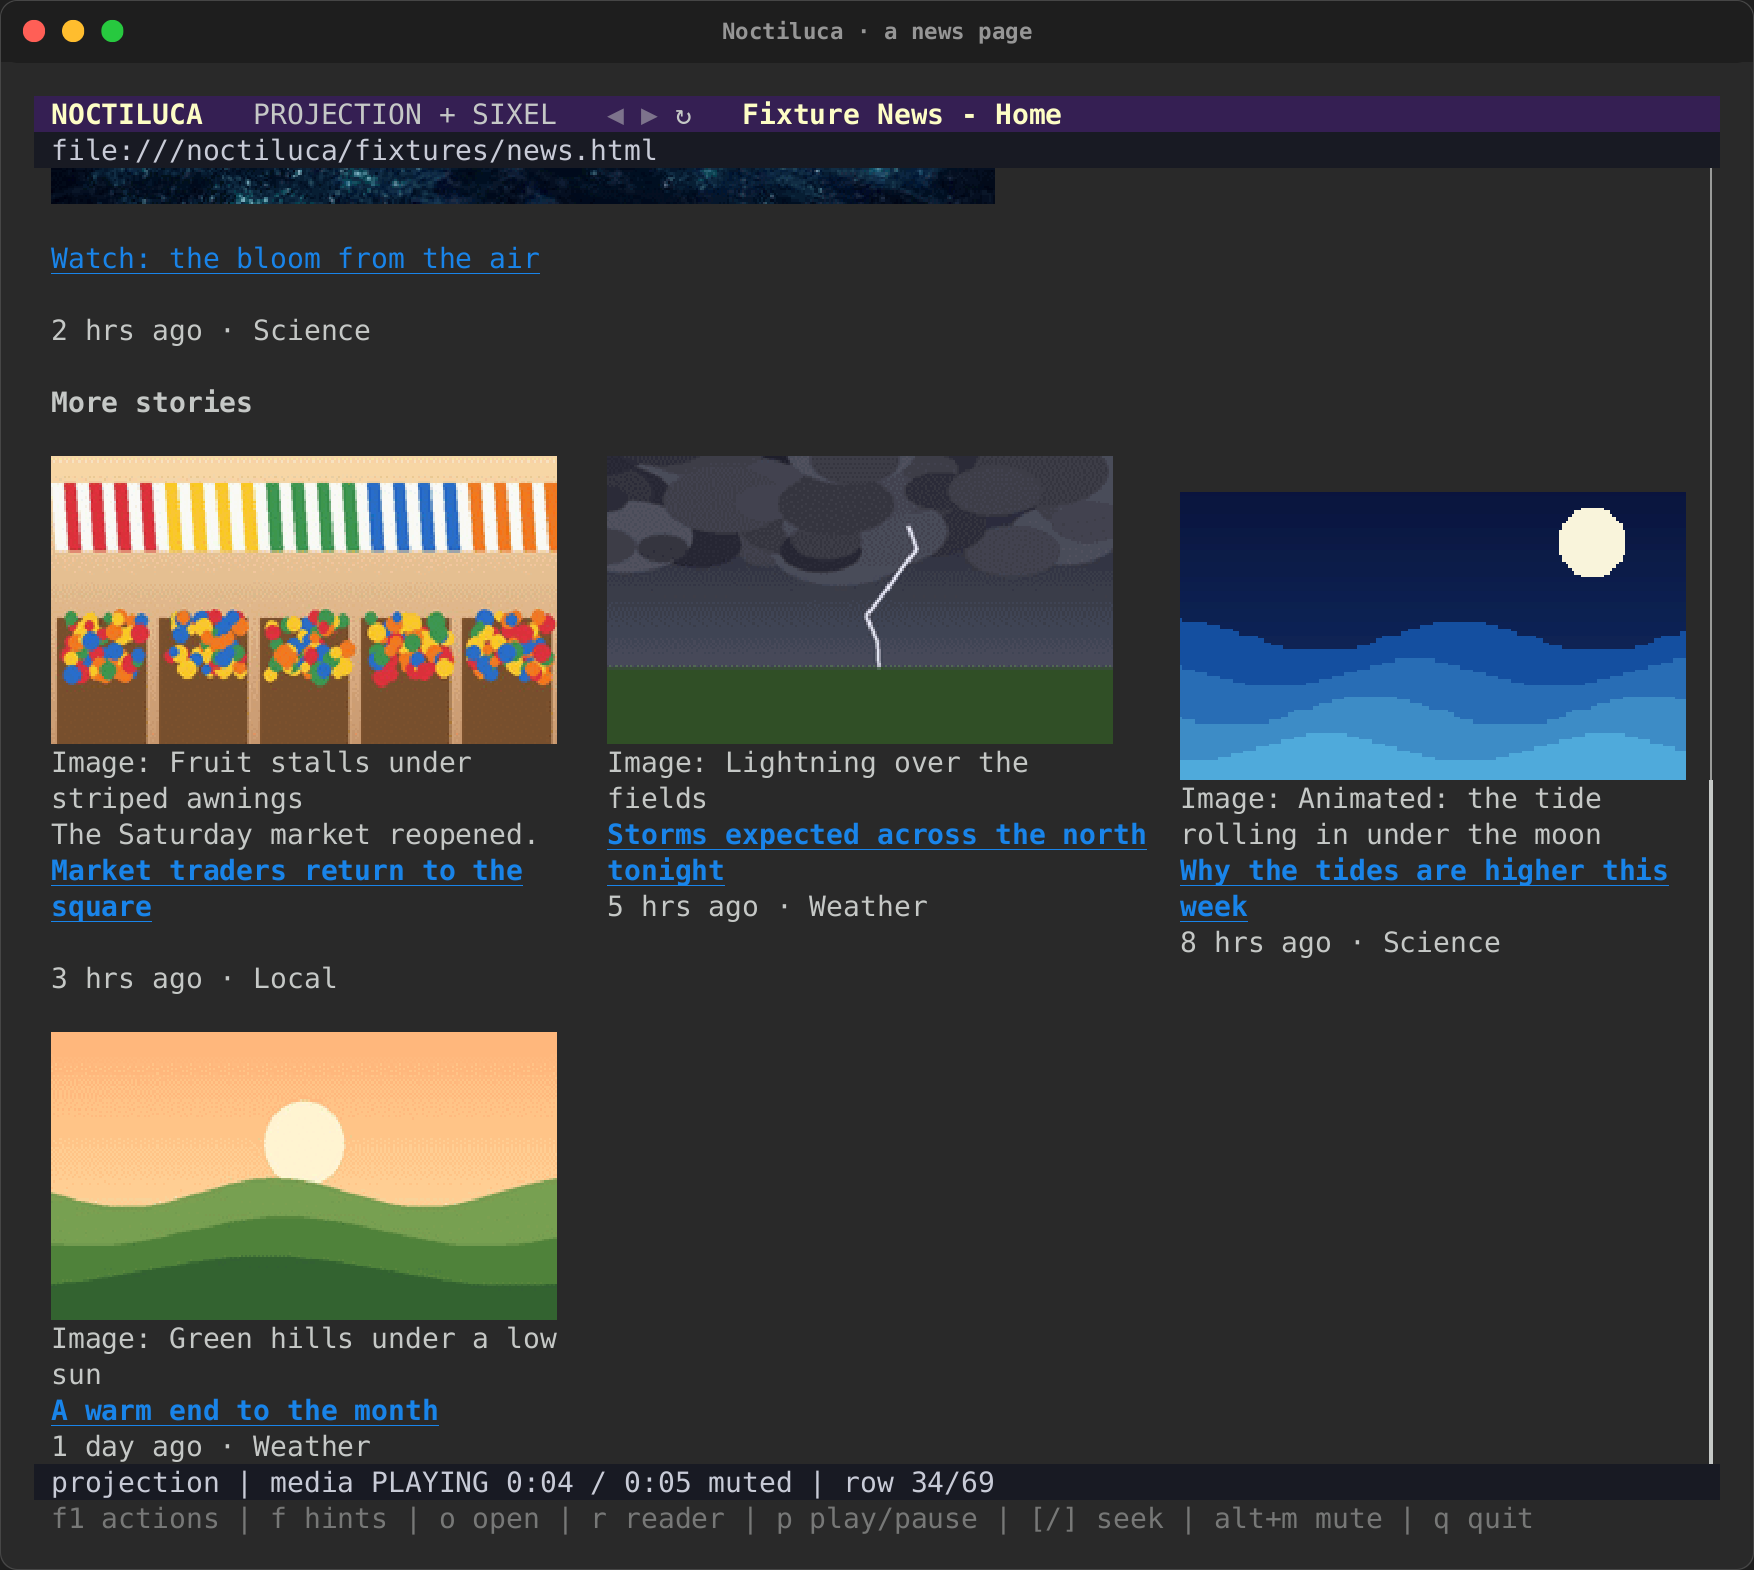 Noctiluca · a news page
NOCTILUCA PROJECTION + SIXEL ◀ ▶ ↻ Fixture News - Home
file:///noctiluca/fixtures/news.html
Watch: the bloom from the air
2 hrs ago · Science
More stories
Image: Fruit stalls under
striped awnings
The Saturday market reopened.
Market traders return to the
square
3 hrs ago · Local
Image: Lightning over the
fields
Storms expected across the north
tonight
5 hrs ago · Weather
Image: Animated: the tide
rolling in under the moon
Why the tides are higher this
week
8 hrs ago · Science
Image: Green hills under a low
sun
A warm end to the month
1 day ago · Weather
projection | media PLAYING 0:04 / 0:05 muted | row 34/69
f1 actions | f hints | o open | r reader | p play/pause | [/] seek | alt+m mute | q quit